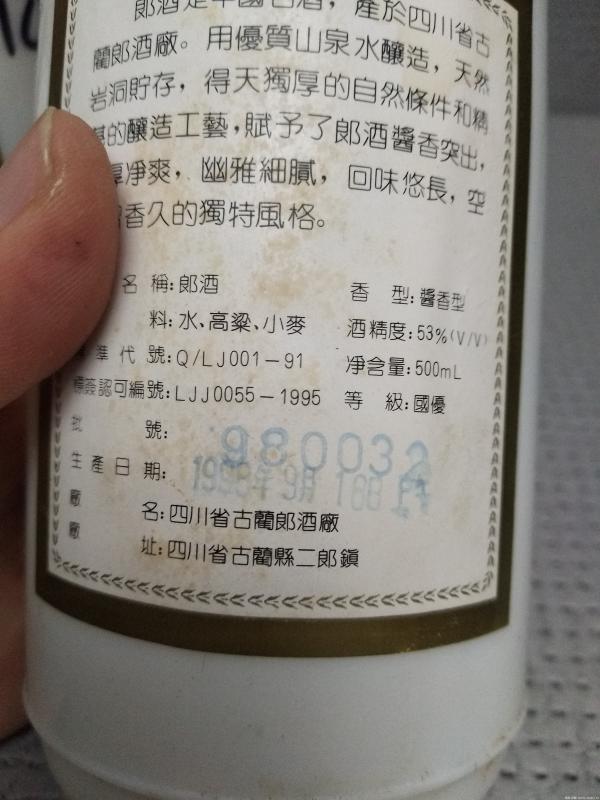 郎酒是中國名酒，產於四川省古
藺郎酒廠。用優質山泉水釀造，天然
岩洞貯存，得天獨厚的自然條件和精
的釀造工藝，賦予了郎酒醬香突出，
淨爽，幽雅細膩，回味悠長，空
香久的獨特風格。
名稱：郎酒
香型：醬香型
料：水、高粱、小麥
酒精度：53%(V/V)
準代號：Q/LJ001-91
凈含量：500mL
標簽認可編號：LJJ0055-1995
等級：國優
批號：
980032
生產日期：
廠名：四川省古藺郎酒廠
廠址：四川省古藺縣二郎鎮